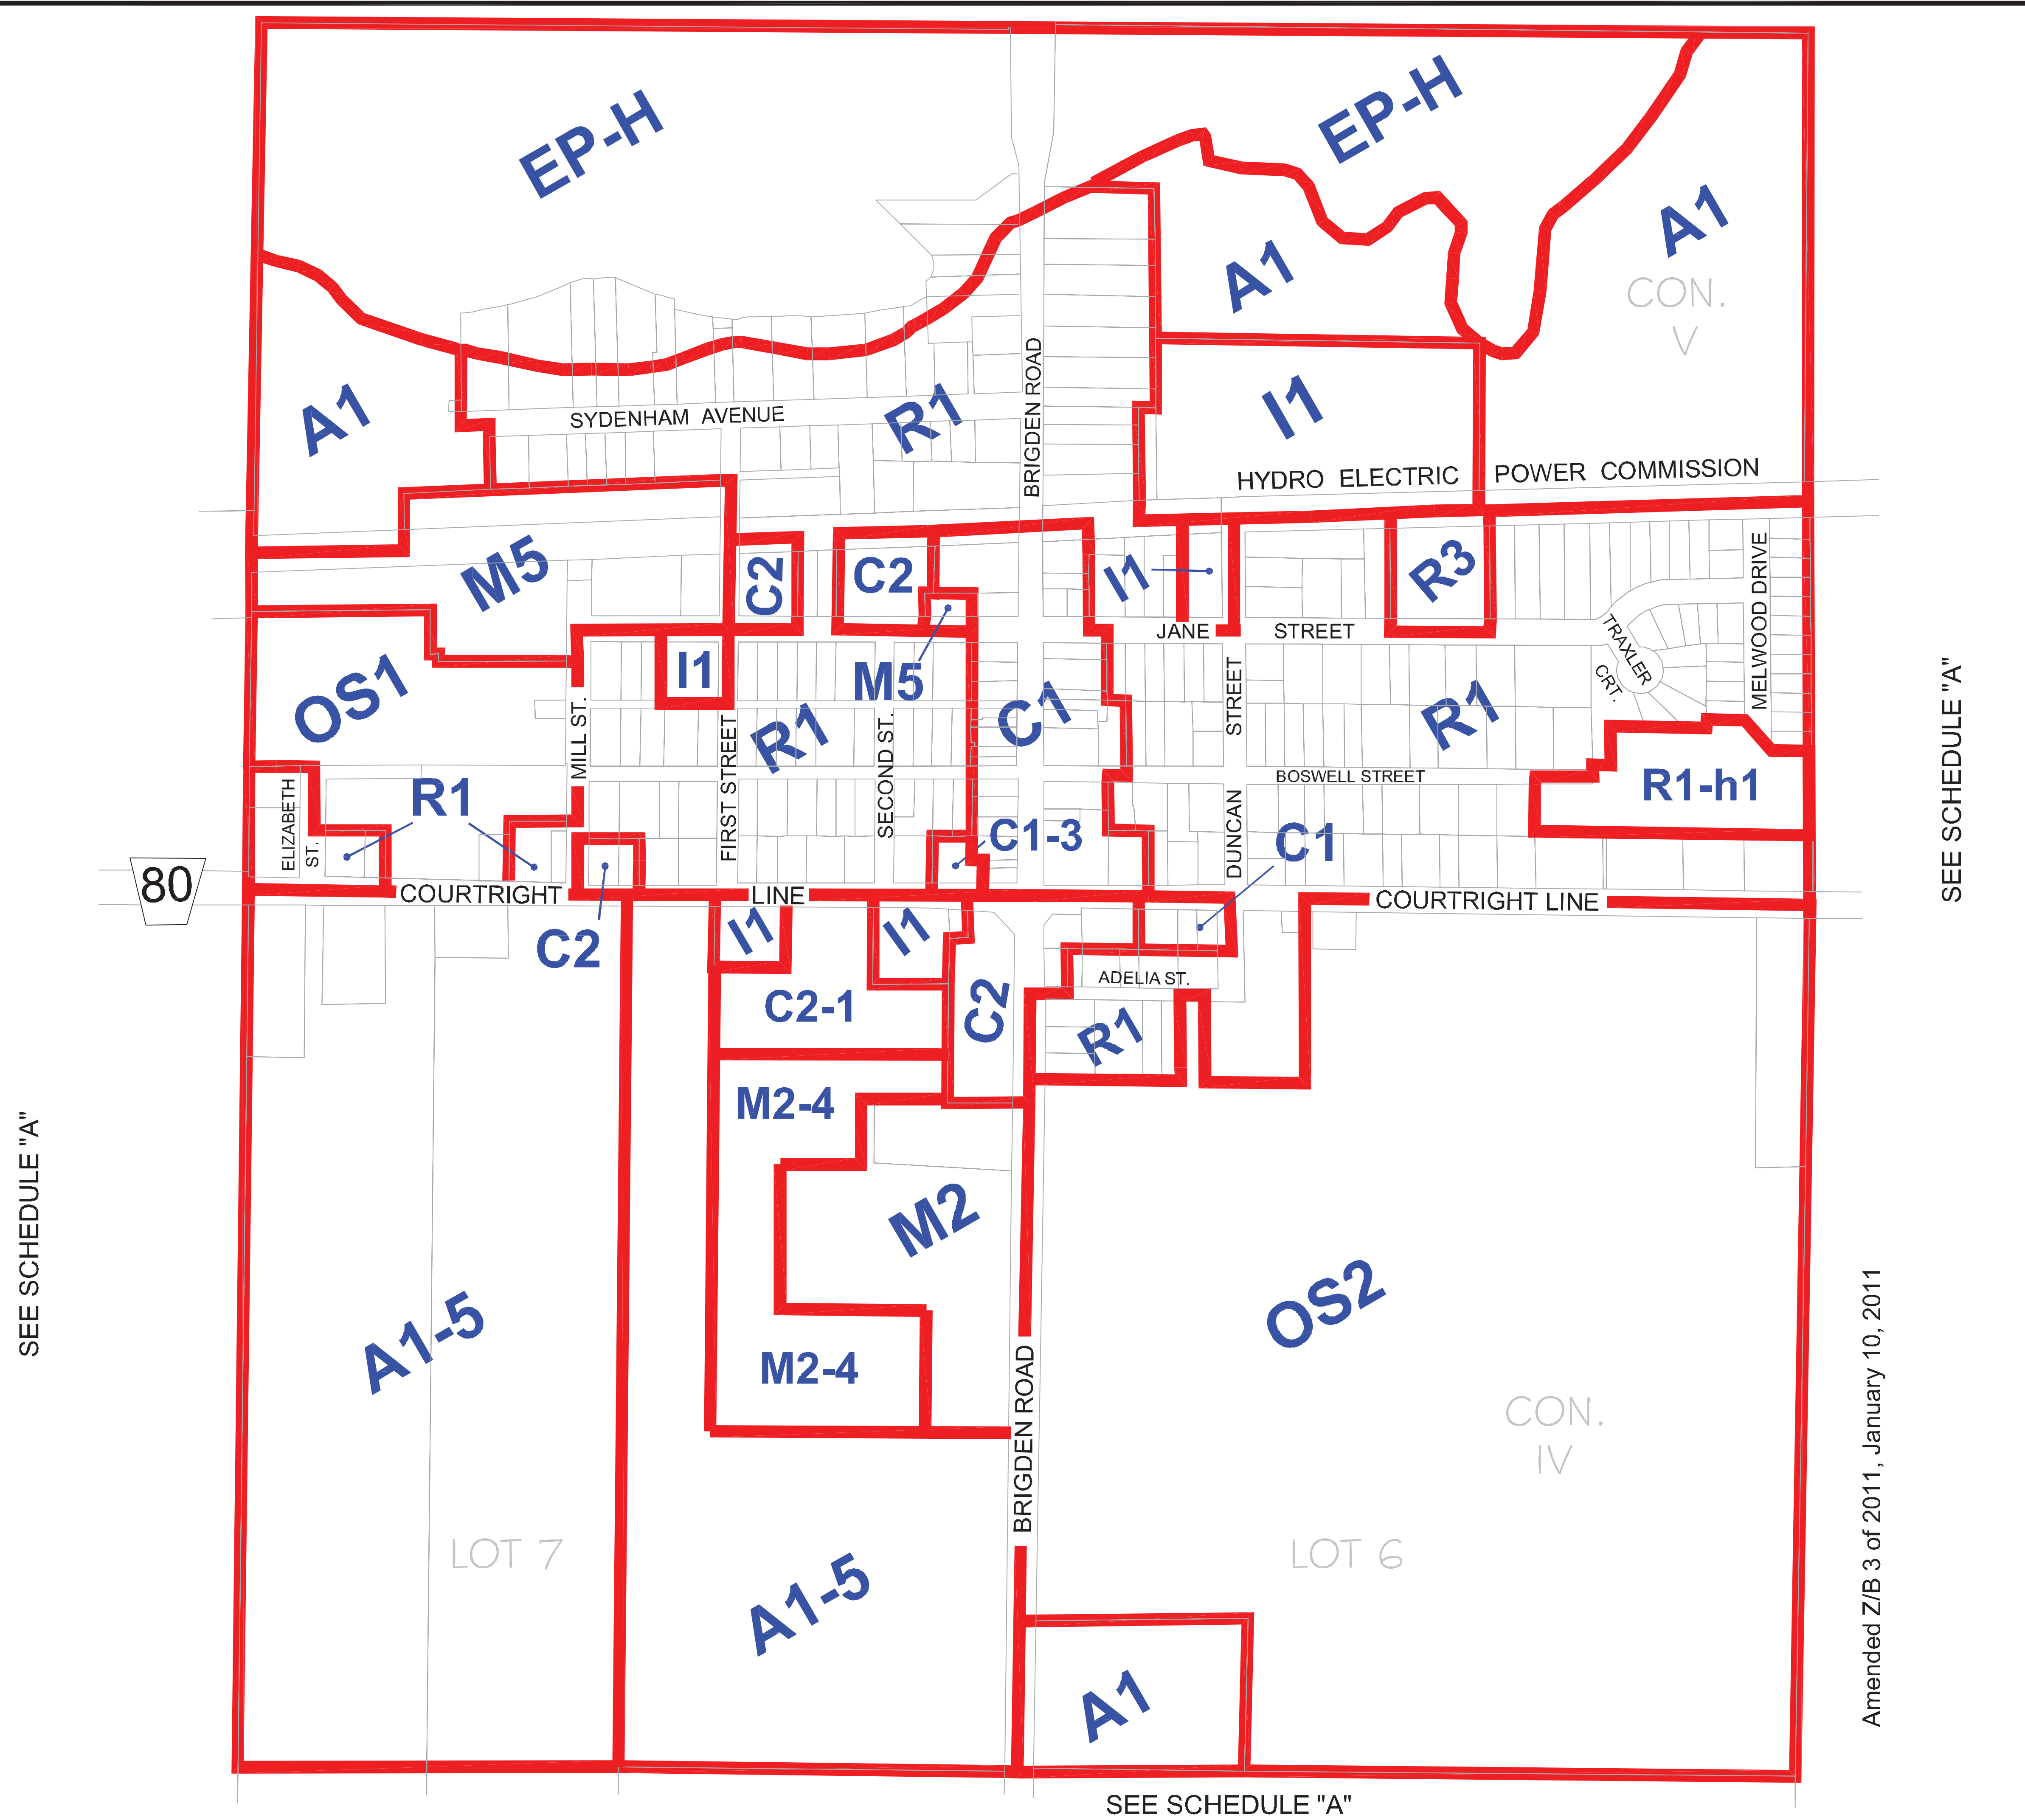 EP-H
EP-H
A1
A1
CON.
V
A1
SYDENHAM AVENUE
R1
BRIGDEN ROAD
I1
HYDRO ELECTRIC POWER COMMISSION
M5
C2
C2
I1
R3
MELWOOD DRIVE
JANE STREET
TRAXLER
CRT.
OS1
I1
M5
C1
R1
R1
MILL ST.
FIRST STREET
SECOND ST.
DUNCAN STREET
BOSWELL STREET
R1-h1
ELIZABETH
ST.
R1
C1-3
C1
80
COURTRIGHT LINE
COURTRIGHT LINE
SEE SCHEDULE "A"
C2
I1
I1
C2-1
C2
ADELIA ST.
R1
M2-4
M2
SEE SCHEDULE "A"
A1-5
M2-4
BRIGDEN ROAD
OS2
CON.
IV
LOT 7
LOT 6
A1-5
A1
Amended Z/B 3 of 2011, January 10, 2011
SEE SCHEDULE "A"